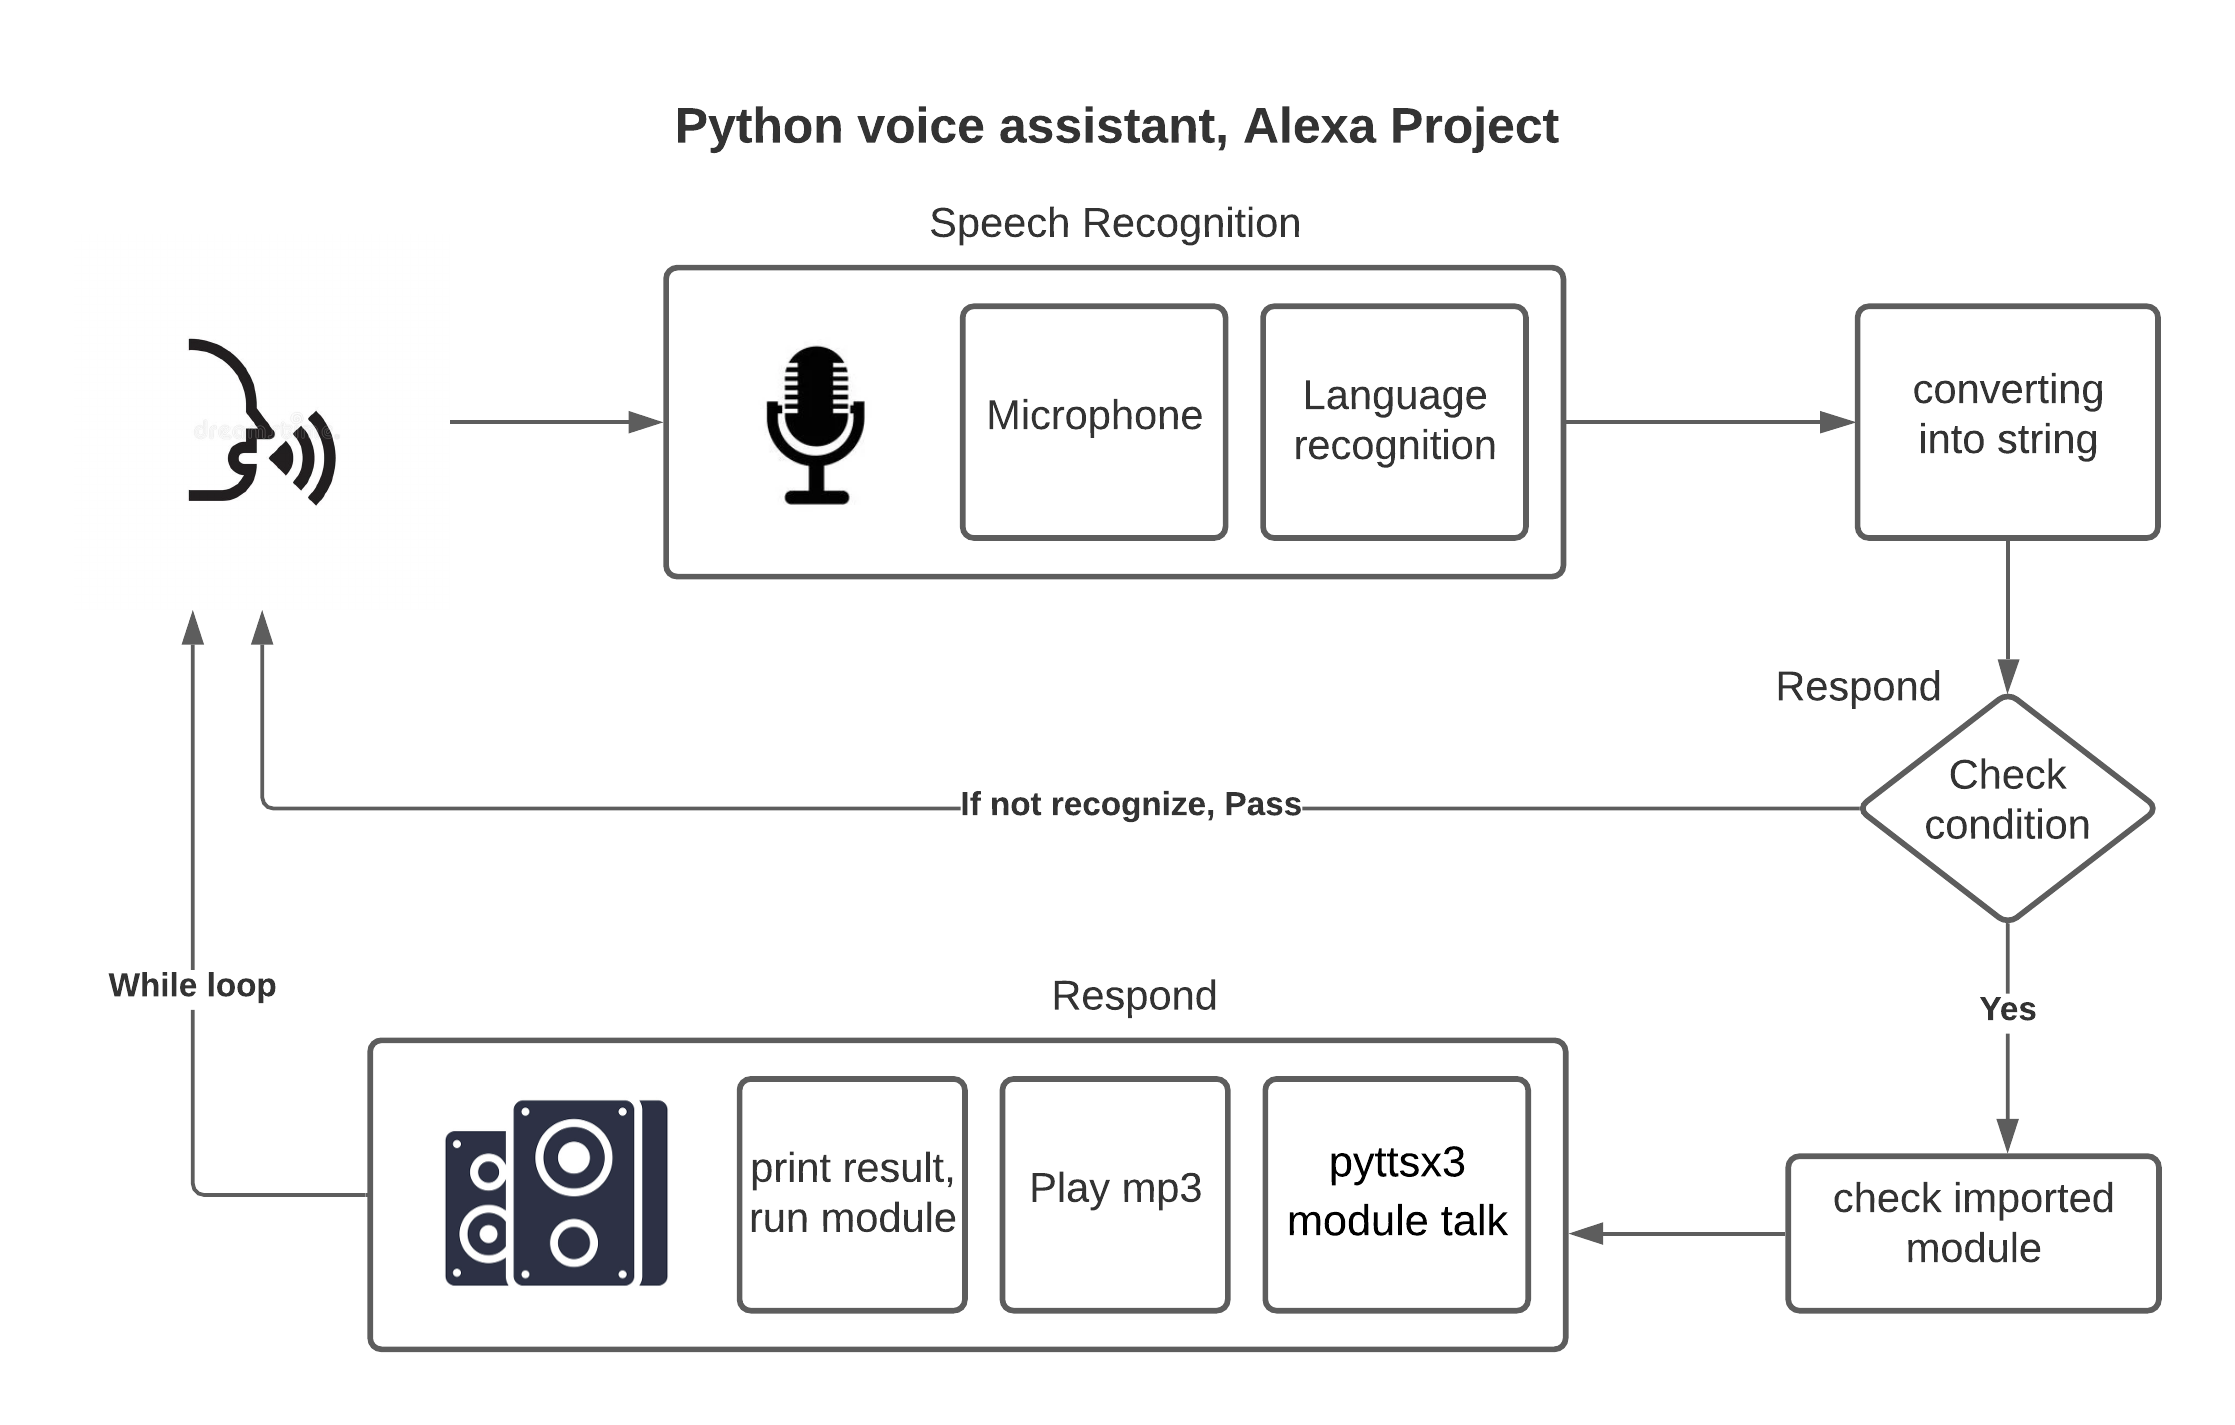 Python voice assistant, Alexa Project
Speech Recognition
Microphone
Language
recognition
converting
into string
Respond
Check
condition
If not recognize, Pass
While loop
Yes
Respond
print result,
run module
Play mp3
pyttsx3
module talk
check imported
module